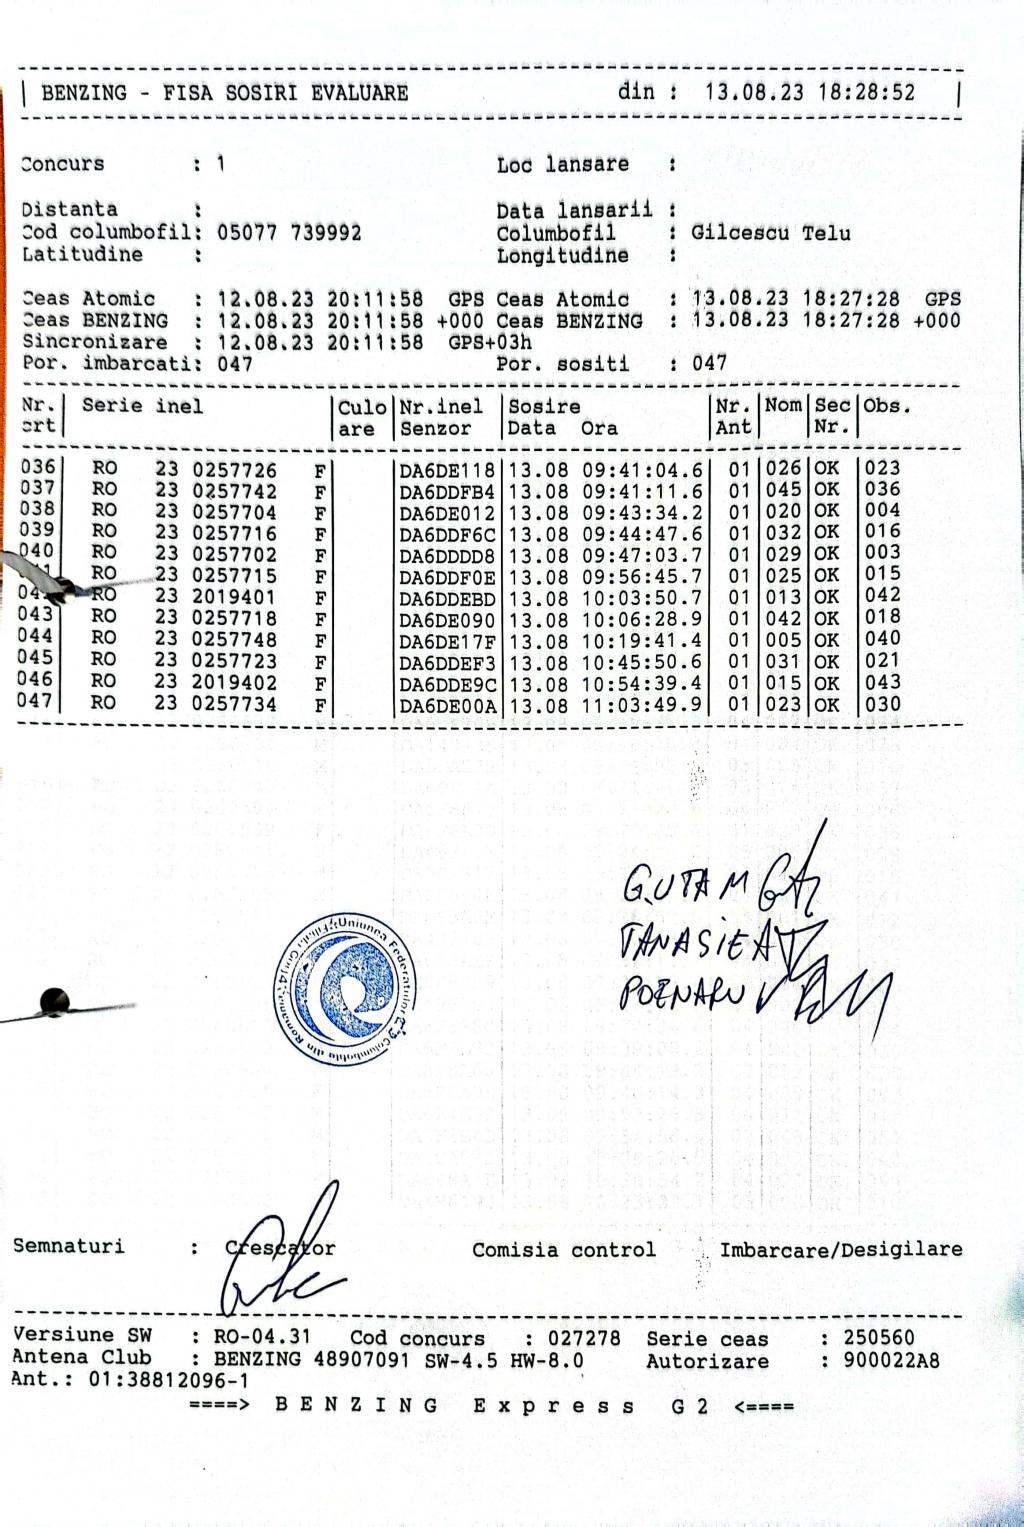 BENZING - FISA SOSIRI EVALUARE din : 13.08.23 18:28:52
Concurs : 1 Loc lansare :
Distanta : Data lansarii :
Cod columbofil: 05077 739992 Columbofil : Gilcescu Telu
Latitudine : Longitudine :
Ceas Atomic : 12.08.23 20:11:58 GPS Ceas Atomic : 13.08.23 18:27:28 GPS
Ceas BENZING : 12.08.23 20:11:58 +000 Ceas BENZING : 13.08.23 18:27:28 +000
Sincronizare : 12.08.23 20:11:58 GPS+03h
Por. imbarcati: 047 Por. sositi : 047
Nr. Serie inel Culo Nr.inel Sosire Nr. Nom Sec Obs.
crt are Senzor Data Ora Ant Nr.
036 RO 23 0257726 F DA6DE118 13.08 09:41:04.6 01 026 OK 023
037 RO 23 0257742 F DA6DDFB4 13.08 09:41:11.6 01 045 OK 036
038 RO 23 0257704 F DA6DE012 13.08 09:43:34.2 01 020 OK 004
039 RO 23 0257716 F DA6DDF6C 13.08 09:44:47.6 01 032 OK 016
040 RO 23 0257702 F DA6DDDD8 13.08 09:47:03.7 01 029 OK 003
RO 23 0257715 F DA6DDF0E 13.08 09:56:45.7 01 025 OK 015
RO 23 2019401 F DA6DDEBD 13.08 10:03:50.7 01 013 OK 042
043 RO 23 0257718 F DA6DE090 13.08 10:06:28.9 01 042 OK 018
044 RO 23 0257748 F DA6DE17F 13.08 10:19:41.4 01 005 OK 040
045 RO 23 0257723 F DA6DDEF3 13.08 10:45:50.6 01 031 OK 021
046 RO 23 2019402 F DA6DDE9C 13.08 10:54:39.4 01 015 OK 043
047 RO 23 0257734 F DA6DE00A 13.08 11:03:49.9 01 023 OK 030
GUTA M
TANASIE A
POENARU
Uniunea Federatiilor Columbofile din Romania
Semnaturi : Crescator Comisia control Imbarcare/Desigilare
Versiune SW : RO-04.31 Cod concurs : 027278 Serie ceas : 250560
Antena Club : BENZING 48907091 SW-4.5 HW-8.0 Autorizare : 900022A8
Ant.: 01:38812096-1
====> B E N Z I N G E x p r e s s G 2 <====